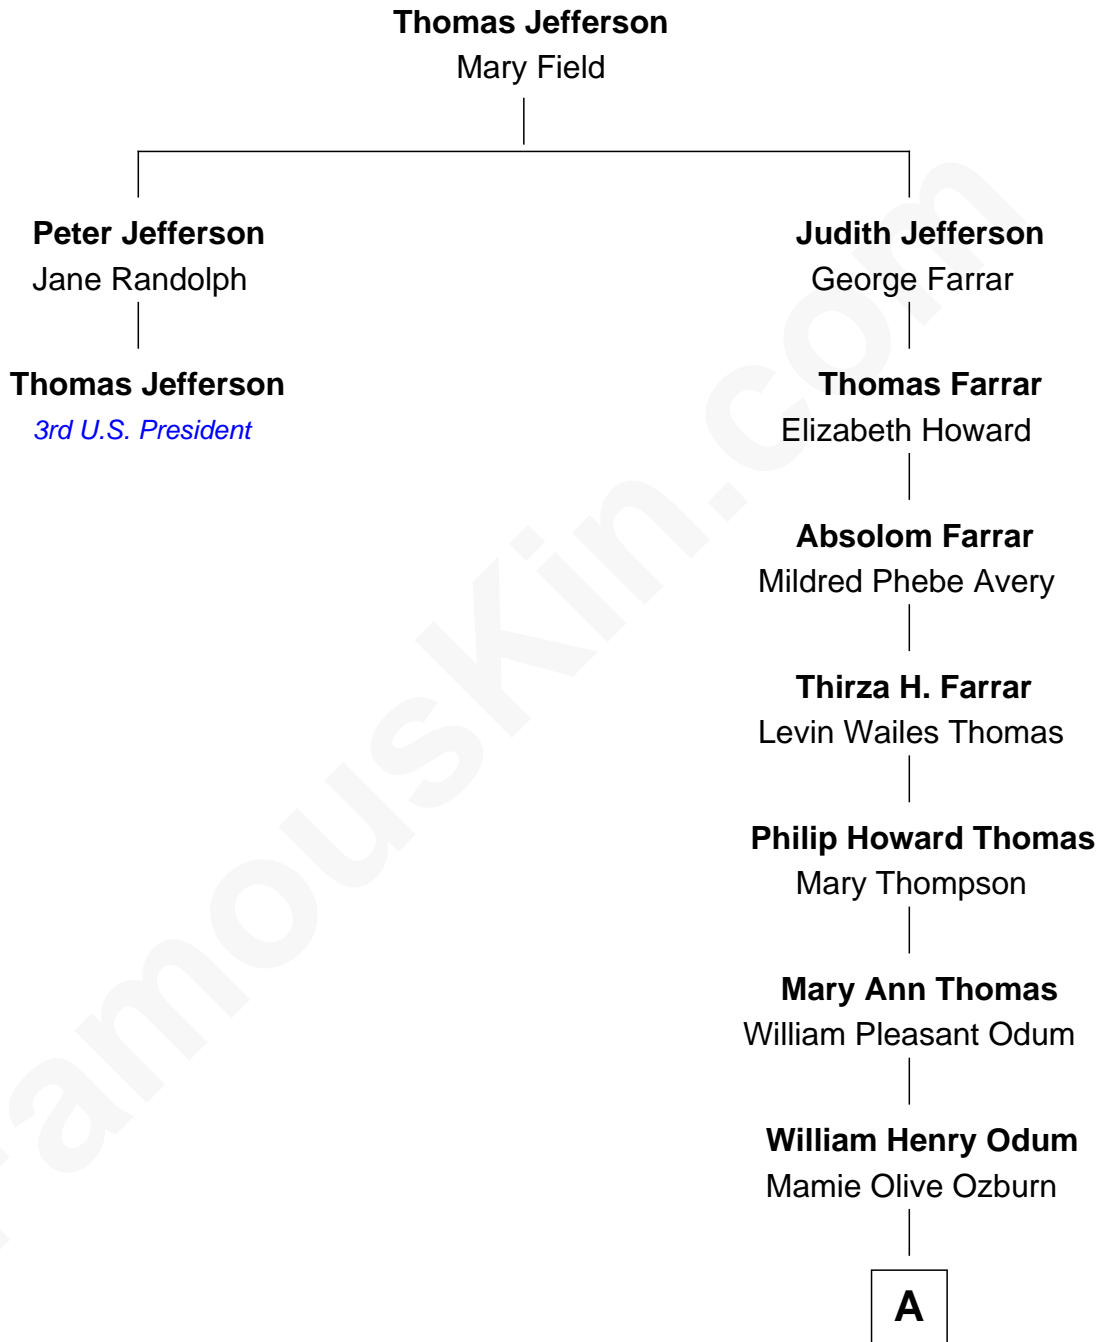 Thomas Jefferson
Mary Field
Peter Jefferson
Jane Randolph
Thomas Jefferson
3rd U.S. President
Judith Jefferson
George Farrar
Thomas Farrar
Elizabeth Howard
Absolom Farrar
Mildred Phebe Avery
Thirza H. Farrar
Levin Wailes Thomas
Philip Howard Thomas
Mary Thompson
Mary Ann Thomas
William Pleasant Odum
William Henry Odum
Mamie Olive Ozburn
A
FamousKin.com